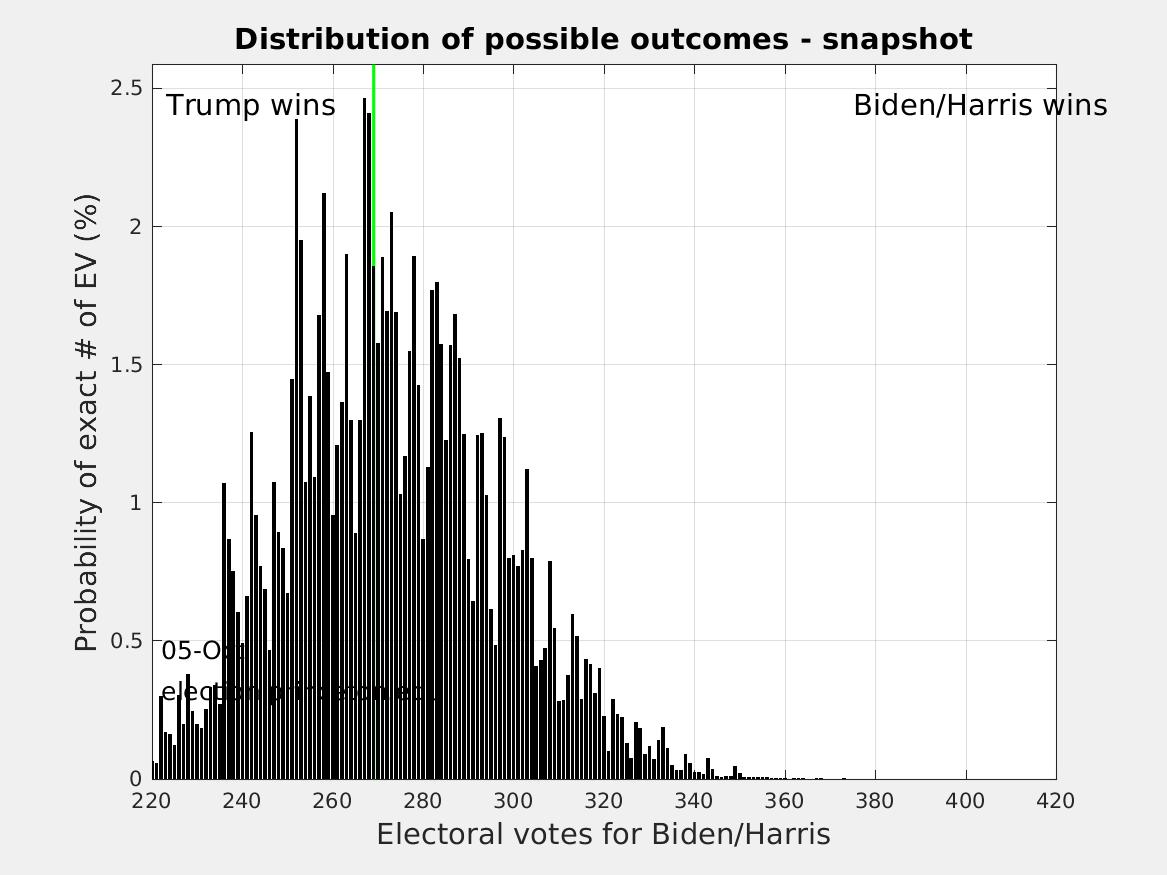 Distribution of possible outcomes - snapshot
Trump wins
Biden/Harris wins
Probability of exact # of EV (%)
2.5
2
1.5
1
0.5
0
05-Oct
220 240 260 280 300 320 340 360 380 400 420
Electoral votes for Biden/Harris